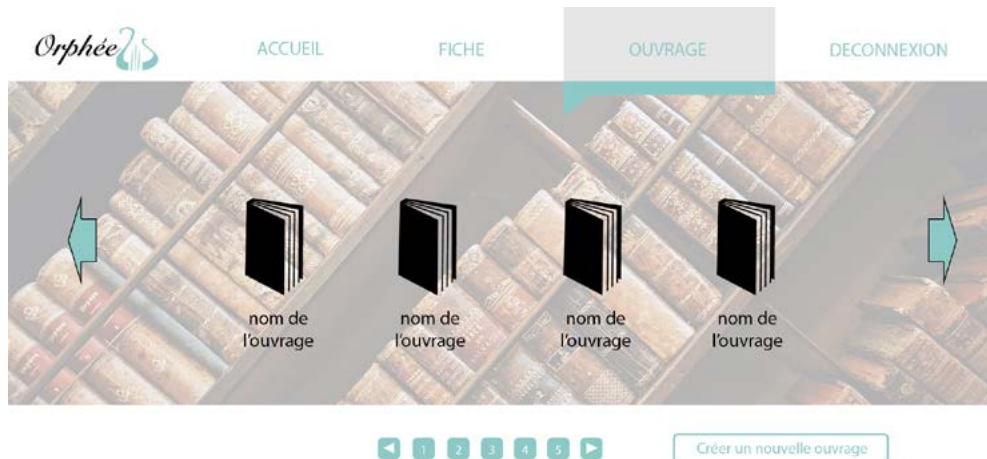 Orphée
ACCUEIL
FICHE
OUVRAGE
DECONNEXION
nom de
l'ouvrage
nom de
l'ouvrage
nom de
l'ouvrage
nom de
l'ouvrage
1 2 3 4 5
Créer un nouvelle ouvrage